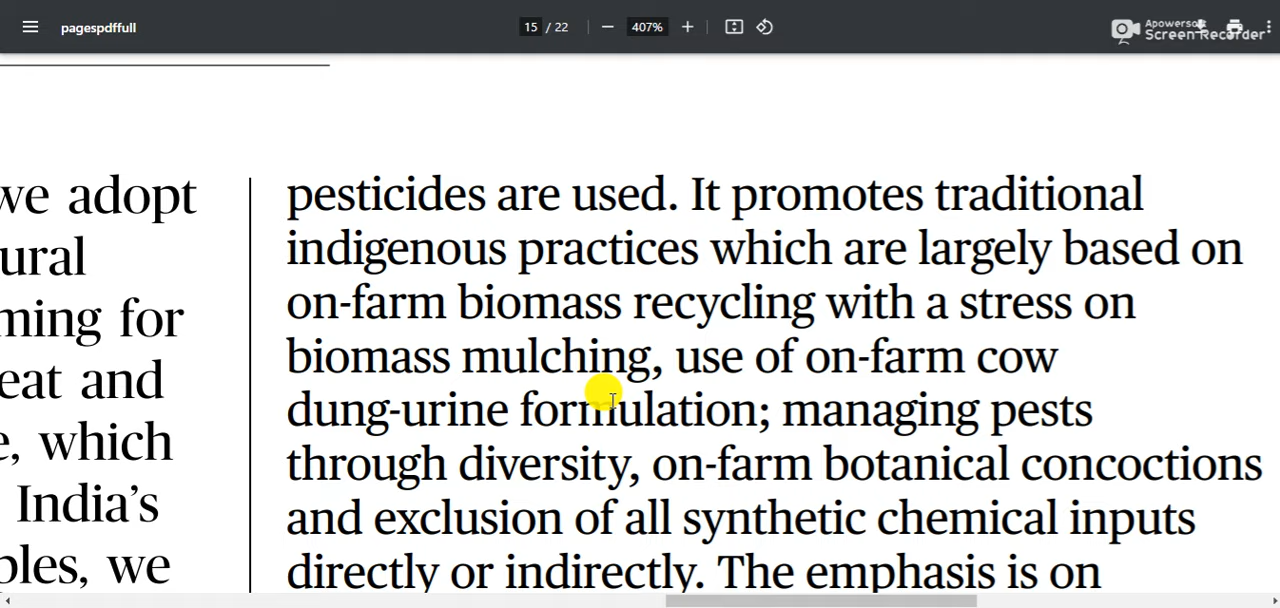 pagespdffull
15 / 22
407%
Apowersoft
Screen Recorder
we adopt
ural
ming for
eat and
e, which
India’s
ples, we
pesticides are used. It promotes traditional
indigenous practices which are largely based on
on-farm biomass recycling with a stress on
biomass mulching, use of on-farm cow
dung-urine formulation; managing pests
through diversity, on-farm botanical concoctions
and exclusion of all synthetic chemical inputs
directly or indirectly. The emphasis is on